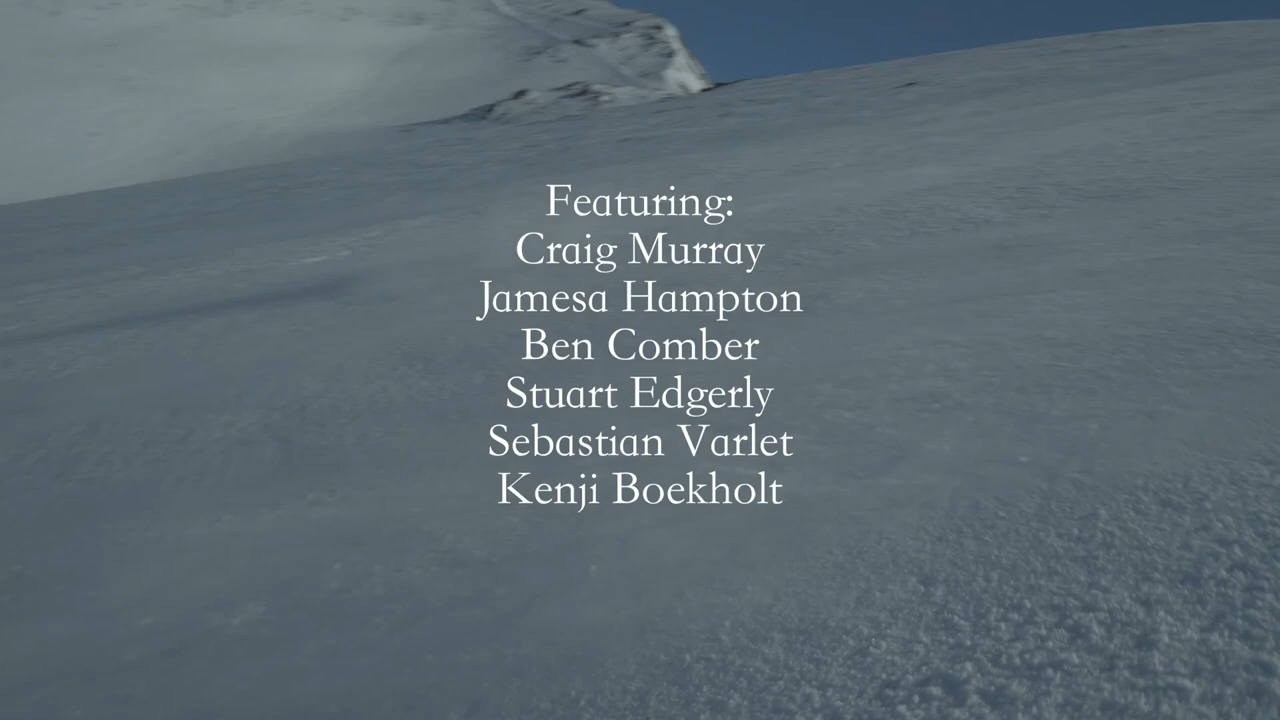 Featuring:
Craig Murray
Jamesa Hampton
Ben Comber
Stuart Edgerly
Sebastian Varlet
Kenji Boekholt